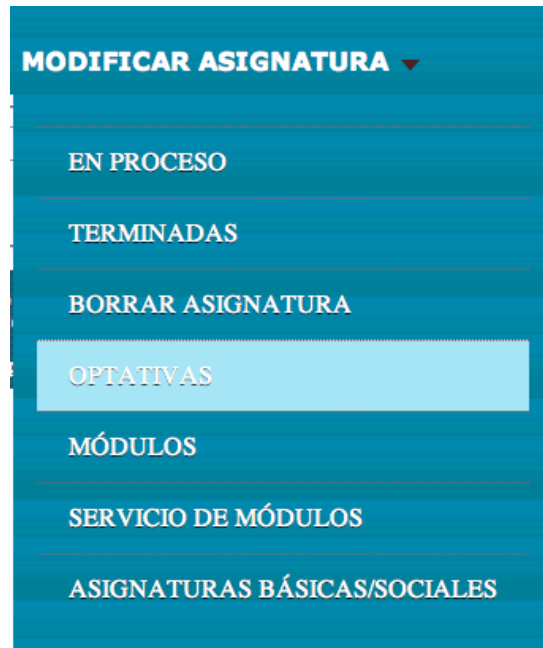 MODIFICAR ASIGNATURA
EN PROCESO
TERMINADAS
BORRAR ASIGNATURA
OPTATIVAS
MÓDULOS
SERVICIO DE MÓDULOS
ASIGNATURAS BÁSICAS/SOCIALES